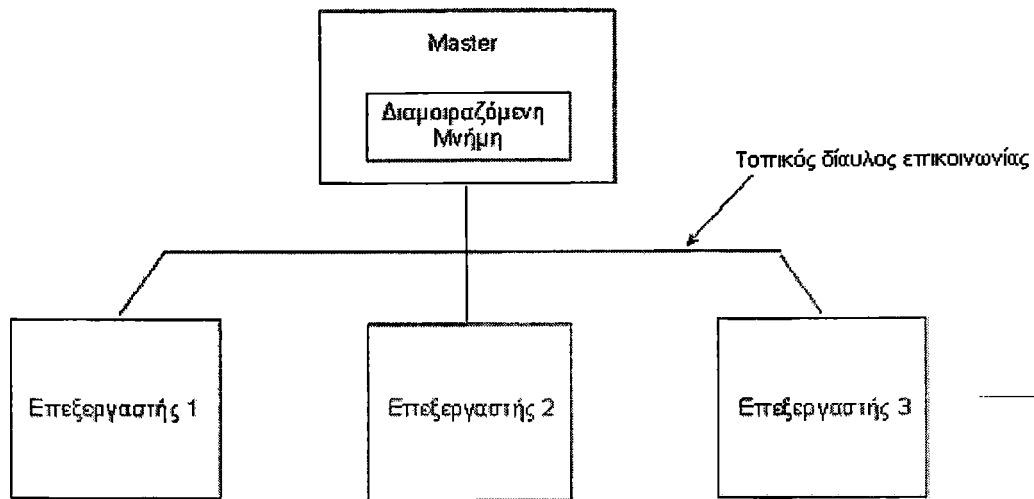 Master
Διαμοιραζόμενη
Μνήμη
Τοπικός δίαυλος επικοινωνίας
Επεξεργαστής 1
Επεξεργαστής 2
Επεξεργαστής 3